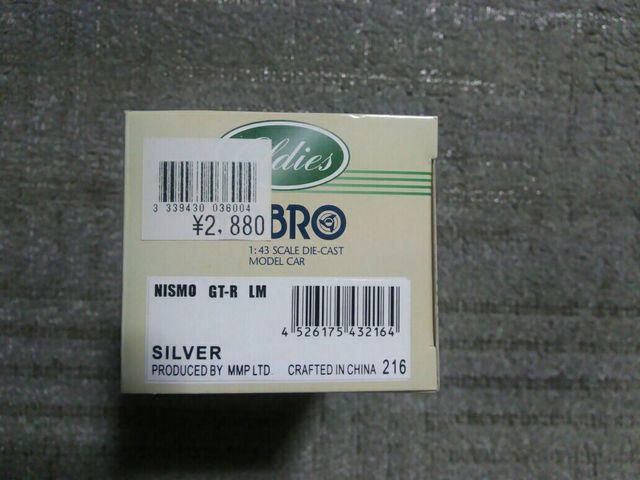 ldies
3 339430 036004
¥2,880
BRO
1:43 SCALE DIE-CAST
MODEL CAR
NISMO GT-R LM
4 526175 432164
SILVER
PRODUCED BY MMP LTD. CRAFTED IN CHINA 216